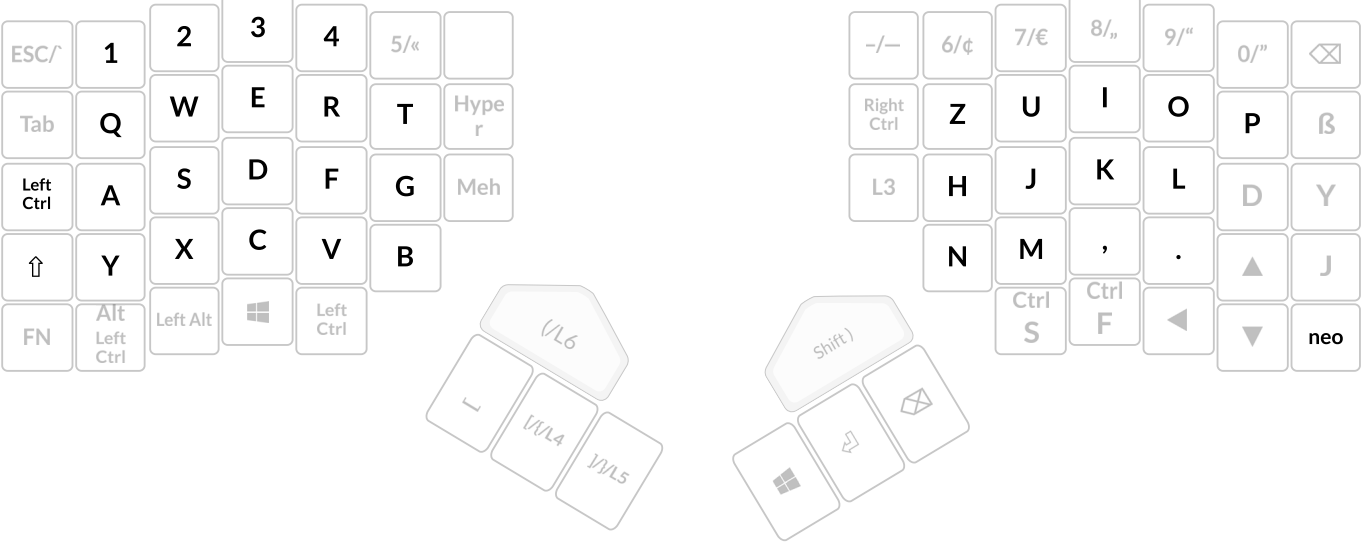 ESC/` 1 2 3 4 5/« –/— 6/¢ 7/€ 8/„ 9/“ 0/” ⌫
Tab Q W E R T Hype
r
Right
Ctrl
Z U I O P ß
Left
Ctrl
A S D F G Meh L3 H J K L D Y
⇧ Y X C V B N M , . ▲ J
FN
Alt
Left
Ctrl
Left Alt
Left
Ctrl
Ctrl
S
Ctrl
F
◀ ▼ neo
(/L6
[/{/L4
]/}/L5
Shift )